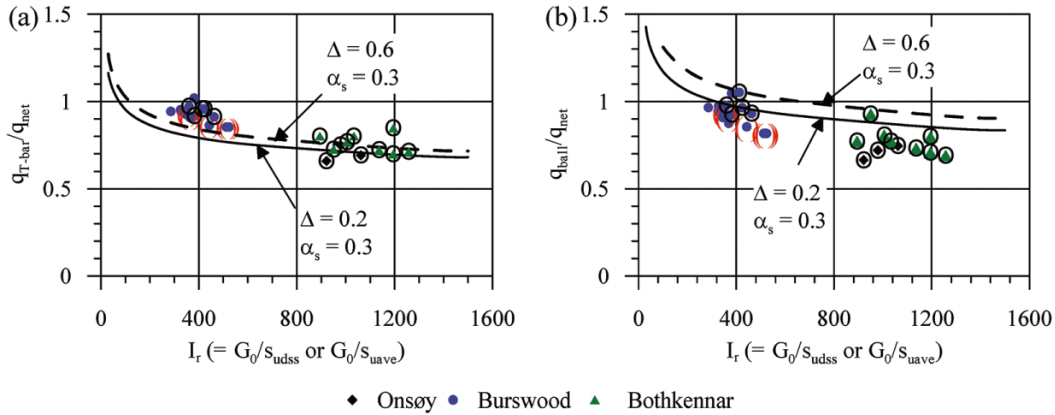 (a)
1.5
1
0.5
0
q_T-bar/q_net
Δ = 0.6
α_s = 0.3
Δ = 0.2
α_s = 0.3
0 400 800 1200 1600
I_r (= G_0/s_udss or G_0/s_uave)
(b)
1.5
1
0.5
0
q_ball/q_net
Δ = 0.6
α_s = 0.3
Δ = 0.2
α_s = 0.3
0 400 800 1200 1600
I_r (= G_0/s_udss or G_0/s_uave)
Onsøy Burswood Bothkennar